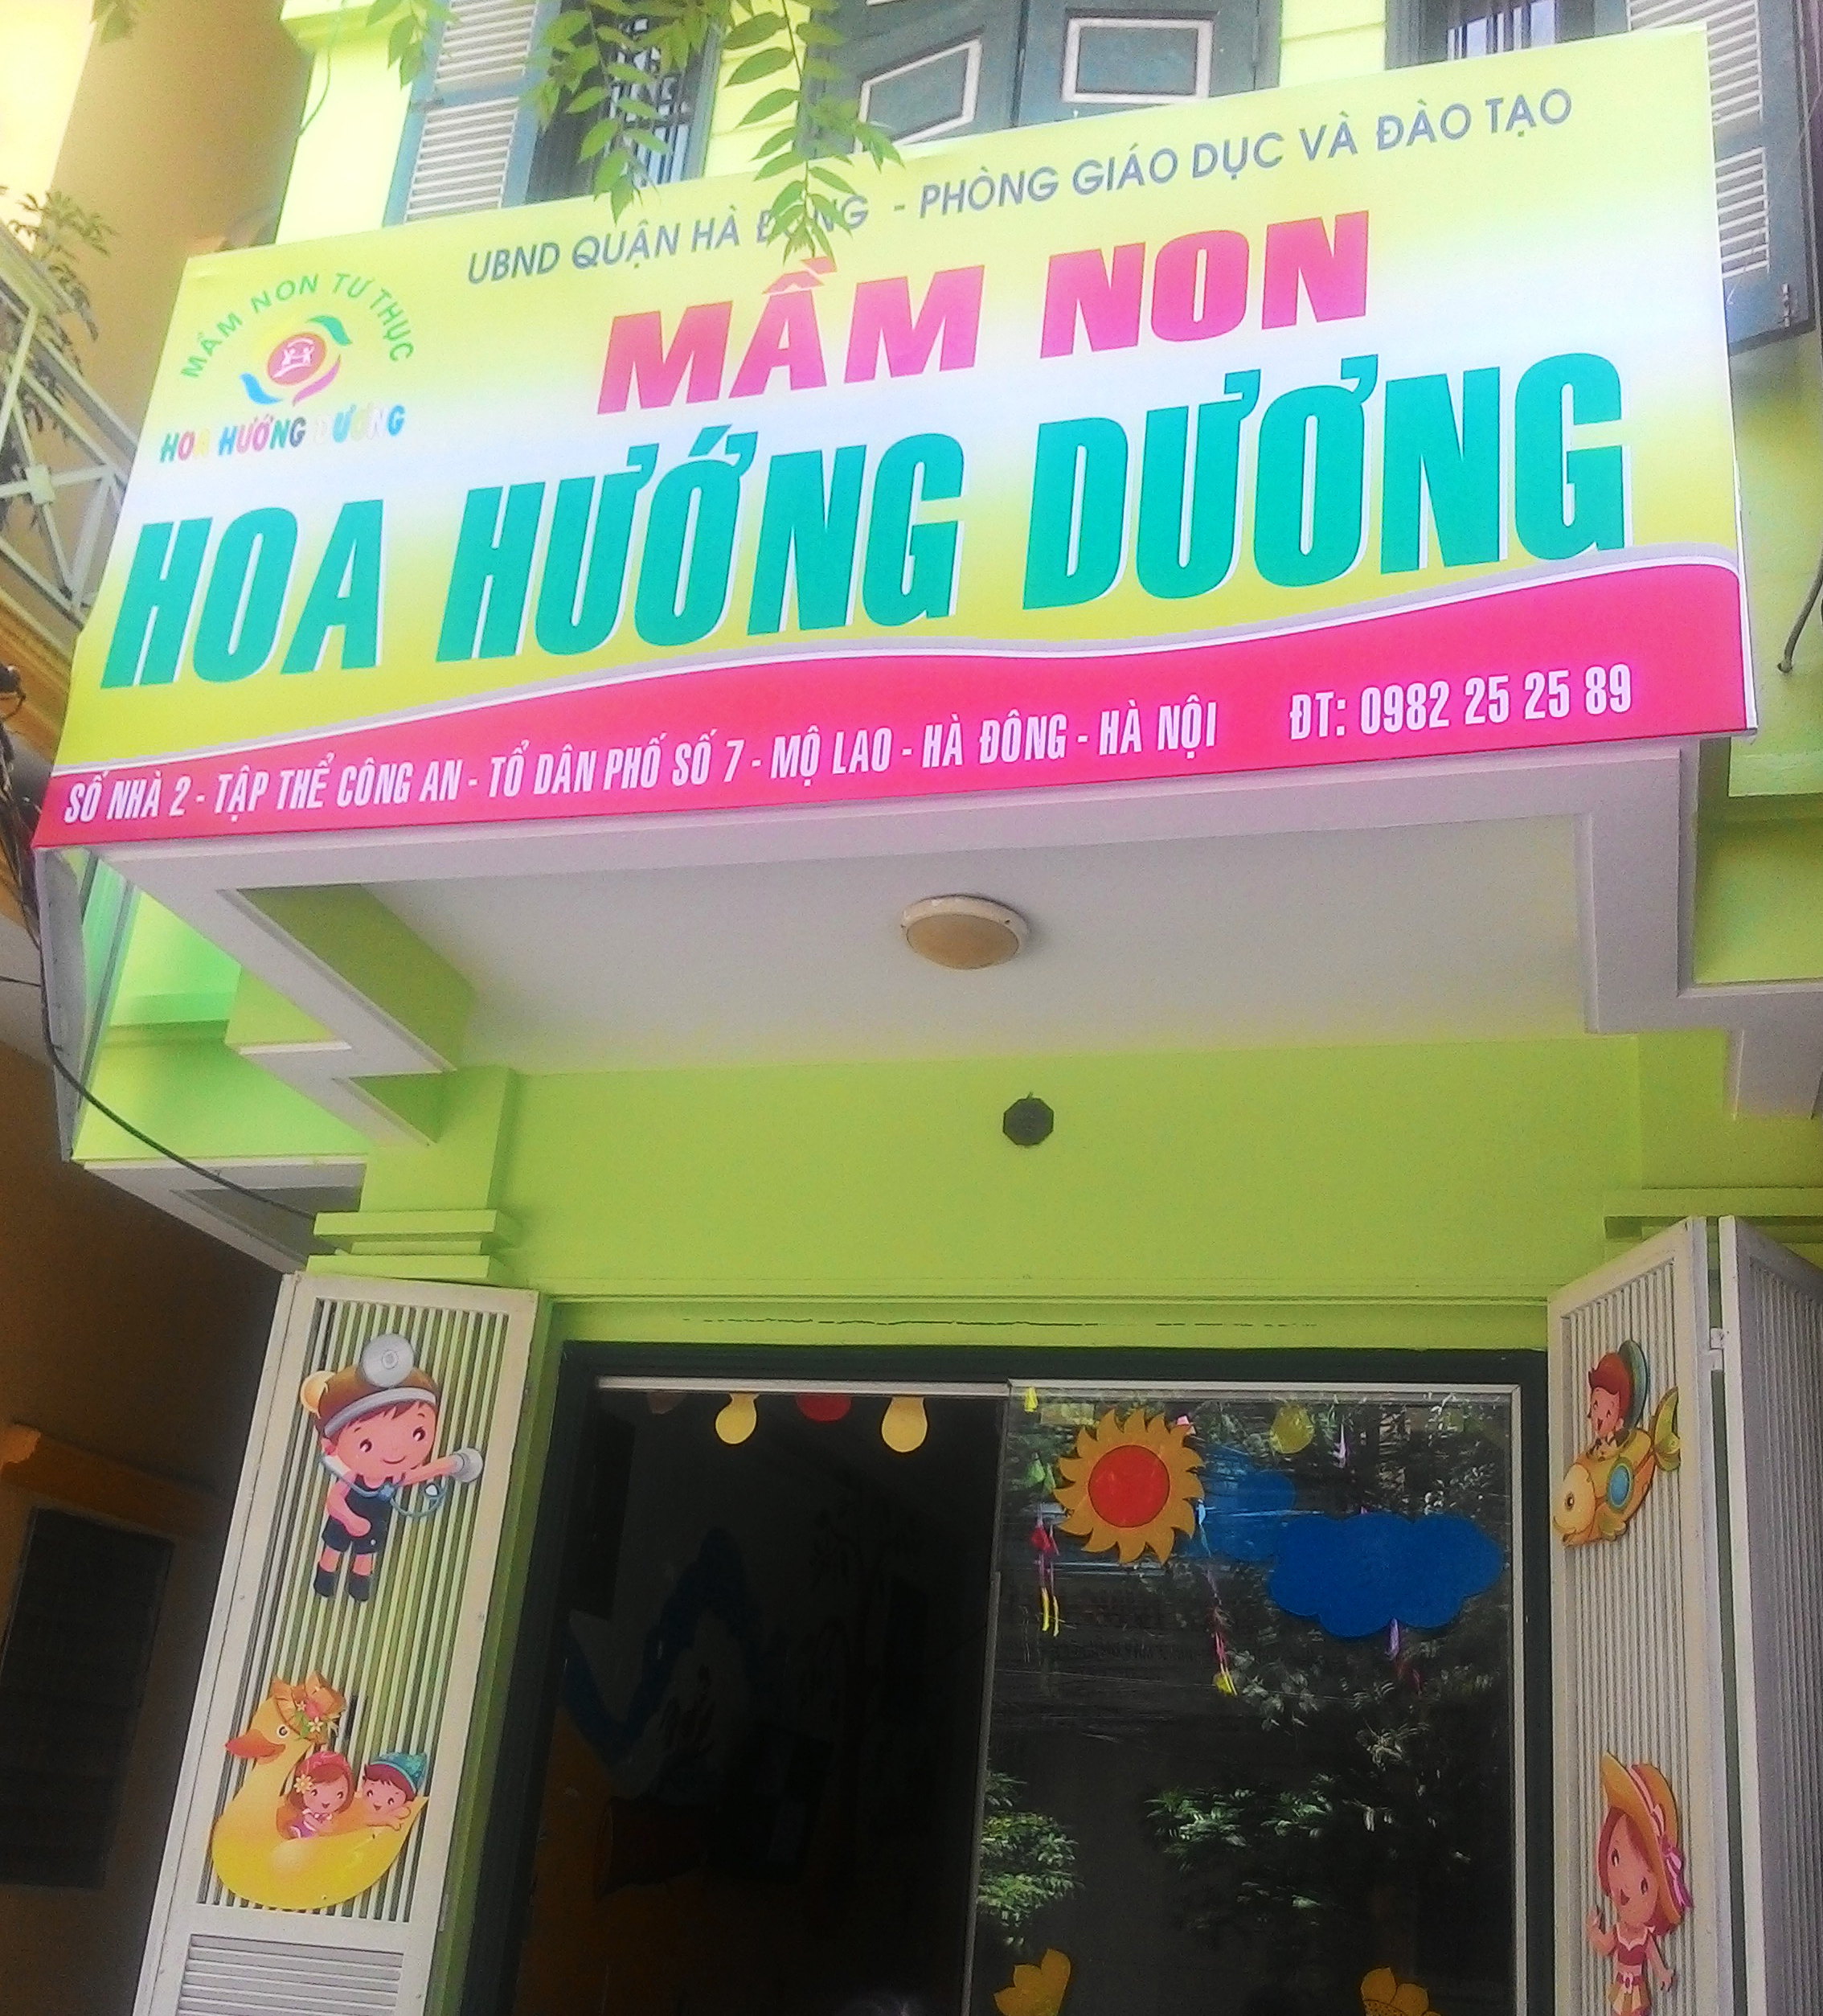 UBND QUẬN HÀ ĐÔNG - PHÒNG GIÁO DỤC VÀ ĐÀO TẠO
MẦM NON TƯ THỤC
HOA HƯỚNG DƯƠNG
MẦM NON
HOA HƯỚNG DƯƠNG
SỐ NHÀ 2 - TẬP THỂ CÔNG AN - TỔ DÂN PHỐ SỐ 7 - MỘ LAO - HÀ ĐÔNG - HÀ NỘI ĐT: 0982 25 25 89